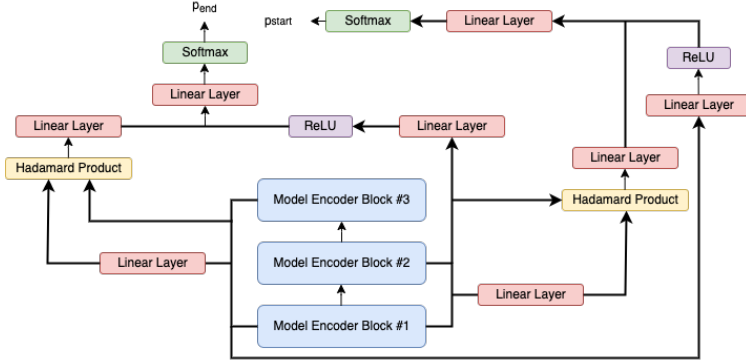 pend
pstart
Softmax
Linear Layer
Softmax
ReLU
Linear Layer
Linear Layer
Linear Layer
ReLU
Linear Layer
Linear Layer
Hadamard Product
Model Encoder Block #3
Hadamard Product
Linear Layer
Model Encoder Block #2
Linear Layer
Model Encoder Block #1